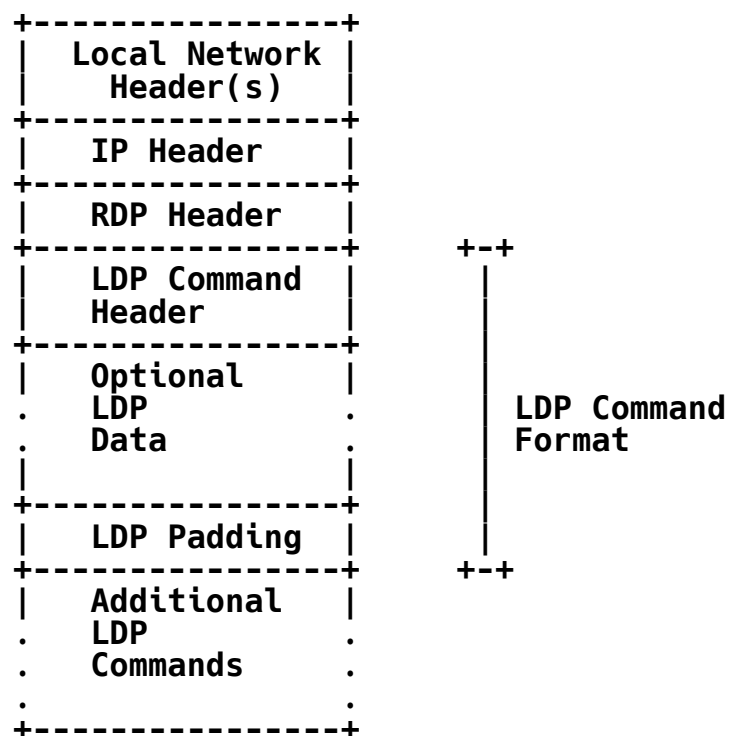 +----------------+
|  Local Network |
|    Header(s)   |
+----------------+
|   IP Header    |
+----------------+
|   RDP Header   |
+----------------+     +-+
|   LDP Command  |      |
|   Header       |      |
+----------------+      |
|   Optional     |      |
.   LDP          .      | LDP Command
.   Data         .      | Format
|                |      |
+----------------+      |
|   LDP Padding  |      |
+----------------+     +-+
|   Additional   |
.   LDP          .
.   Commands     .
.                .
+----------------+